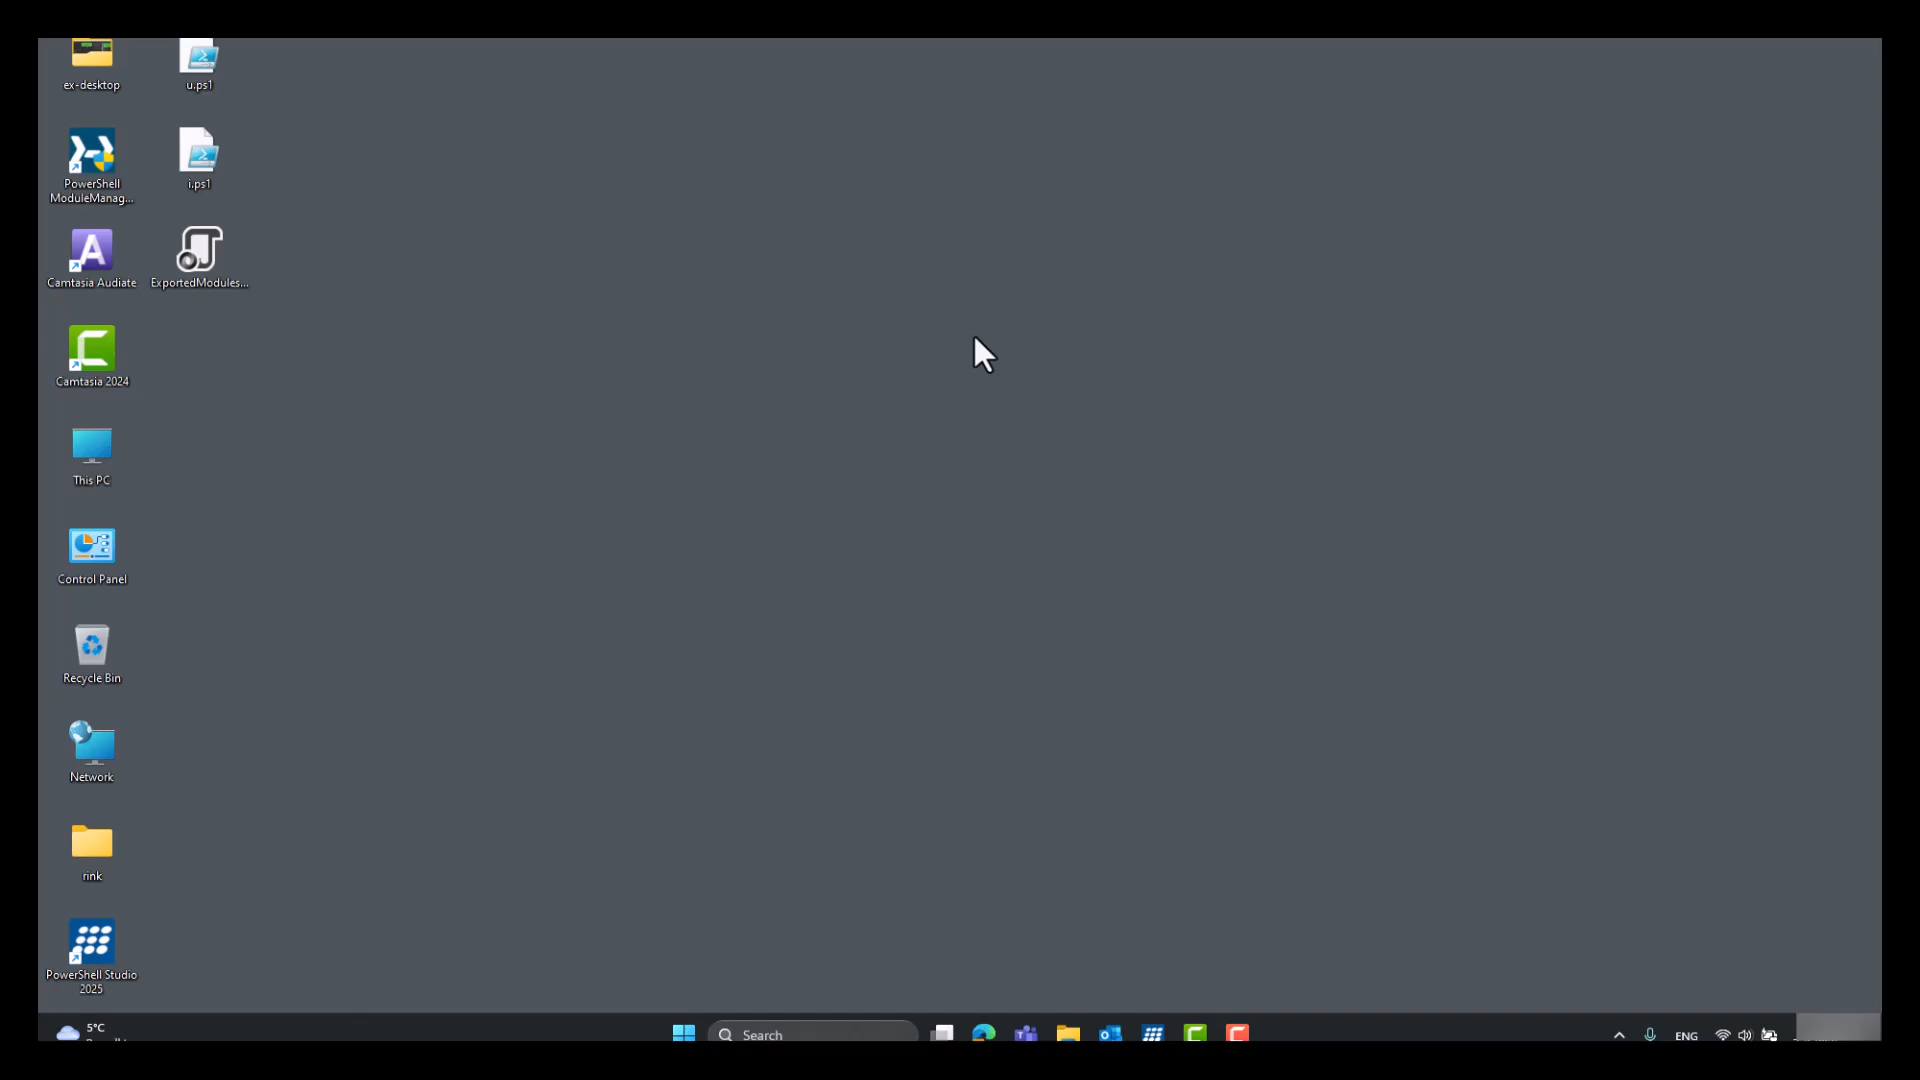 ex-desktop
u.ps1
PowerShell
ModuleManag...
i.ps1
Camtasia Audiate
ExportedModules...
Camtasia 2024
This PC
Control Panel
Recycle Bin
Network
rink
PowerShell Studio
2025
5°C
Search
ENG